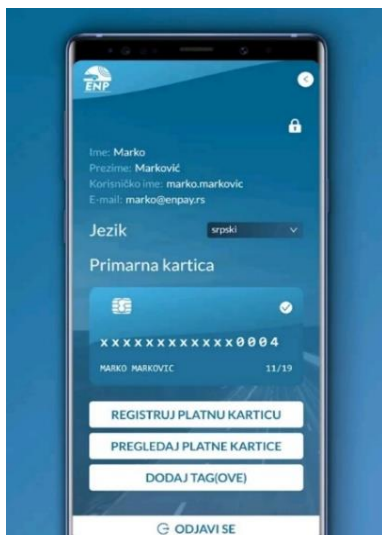 ENP
Ime: Marko
Prezime: Marković
Korisničko ime: marko.markovic
E-mail: marko@enpay.rs
Jezik srpski
Primarna kartica
xxxxxxxxxxxx0004
MARKO MARKOVIC 11/19
REGISTRUJ PLATNU KARTICU
PREGLEDAJ PLATNE KARTICE
DODAJ TAG(OVE)
ODJAVI SE